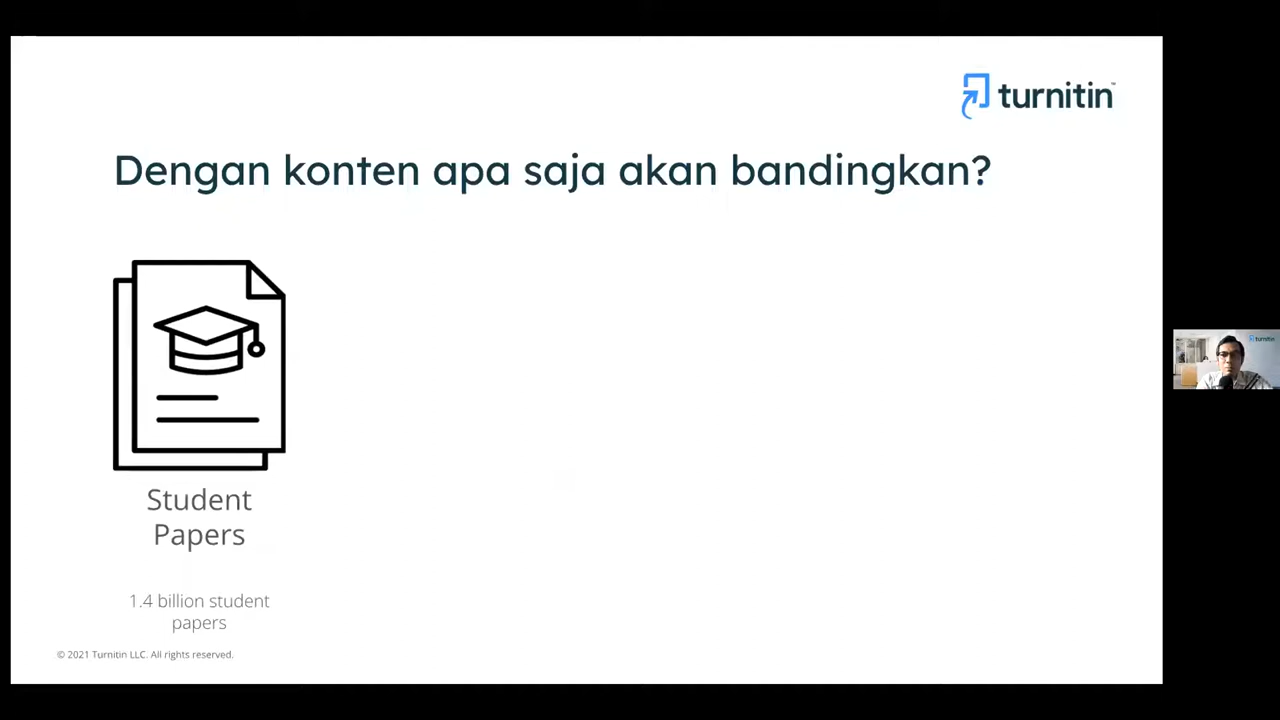 turnitin™
Dengan konten apa saja akan bandingkan?
Student
Papers
1.4 billion student
papers
© 2021 Turnitin LLC. All rights reserved.
turnitin